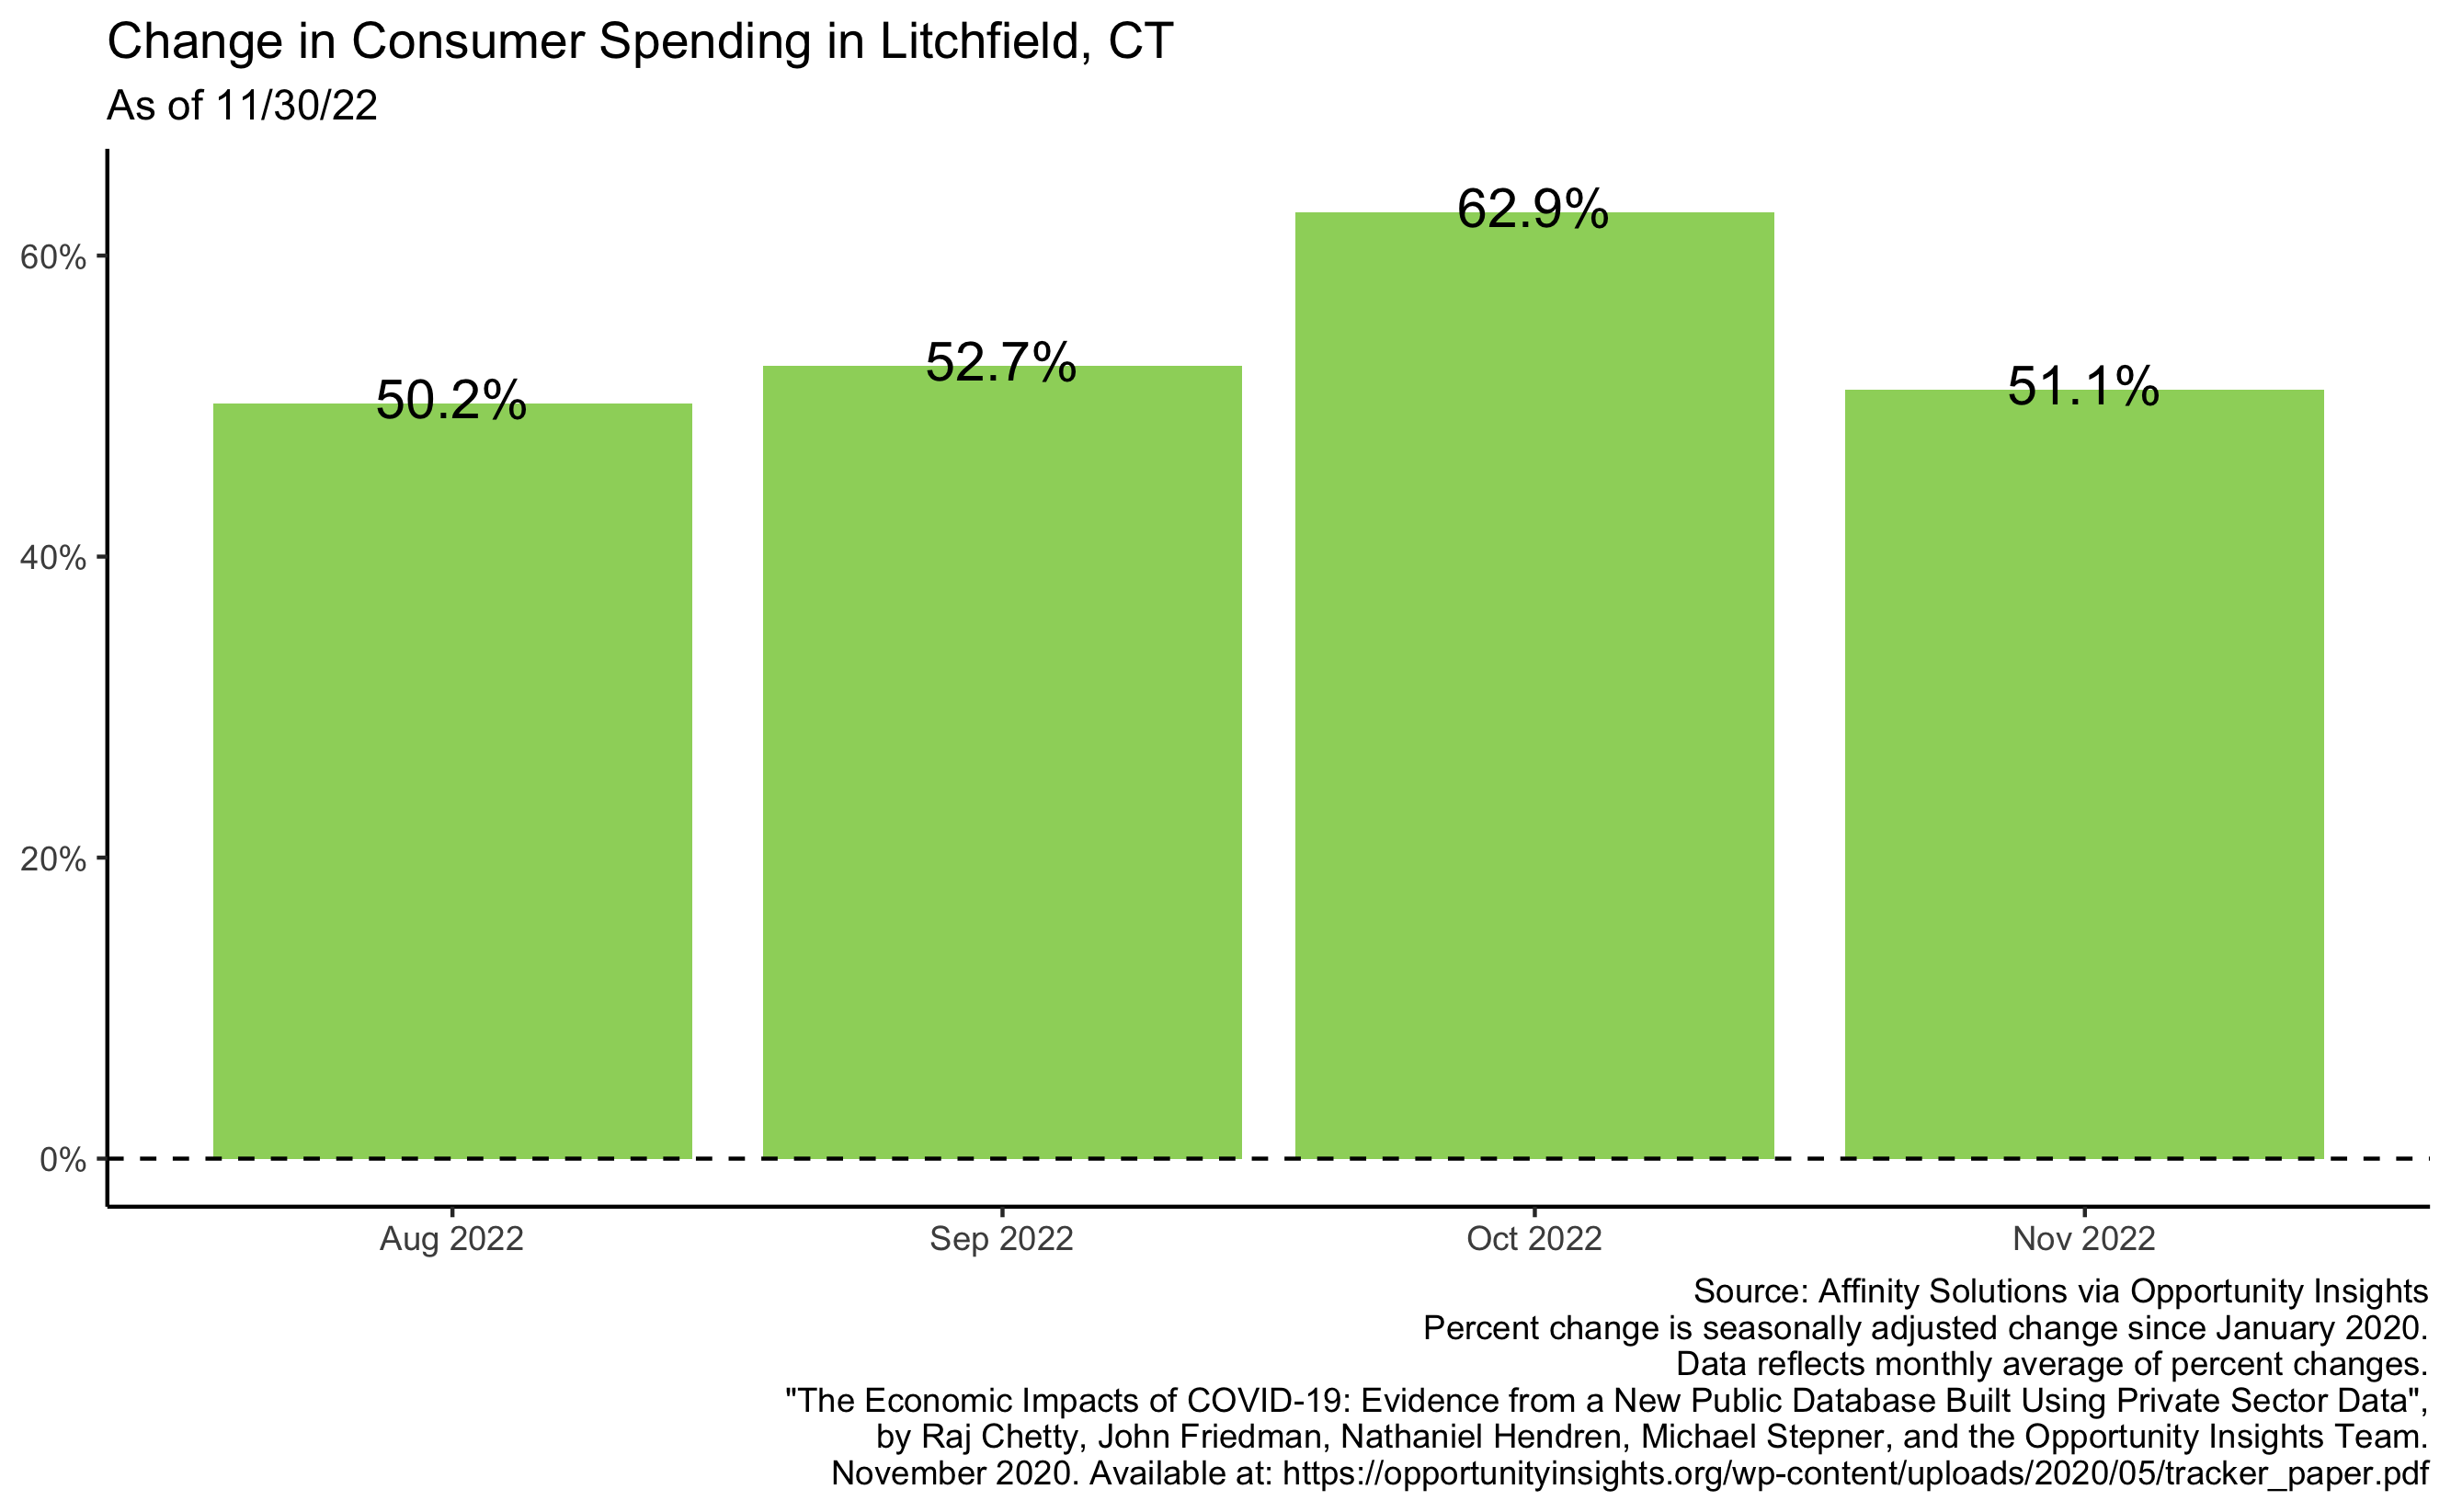 Change in Consumer Spending in Litchfield, CT
As of 11/30/22
60%
40%
20%
0%
50.2%
52.7%
62.9%
51.1%
Aug 2022
Sep 2022
Oct 2022
Nov 2022
Source: Affinity Solutions via Opportunity Insights
Percent change is seasonally adjusted change since January 2020.
Data reflects monthly average of percent changes.
"The Economic Impacts of COVID-19: Evidence from a New Public Database Built Using Private Sector Data",
by Raj Chetty, John Friedman, Nathaniel Hendren, Michael Stepner, and the Opportunity Insights Team.
November 2020. Available at: https://opportunityinsights.org/wp-content/uploads/2020/05/tracker_paper.pdf